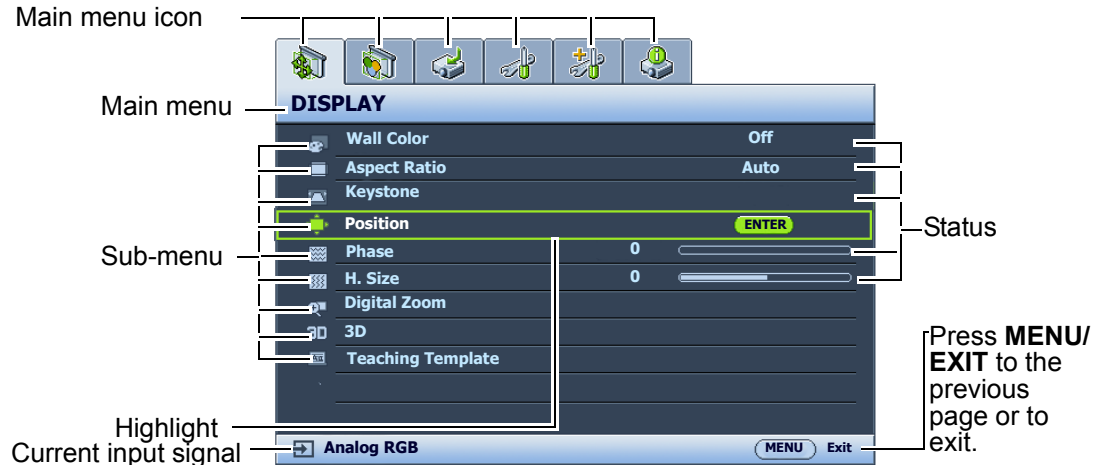 Main menu icon
Main menu
DISPLAY
Wall Color Off
Aspect Ratio Auto
Keystone
Position ENTER
Status
Sub-menu
Phase 0
H. Size 0
Digital Zoom
3D 3D
Teaching Template
Press MENU/
EXIT to the
previous
page or to
exit.
Highlight
Current input signal
Analog RGB MENU Exit